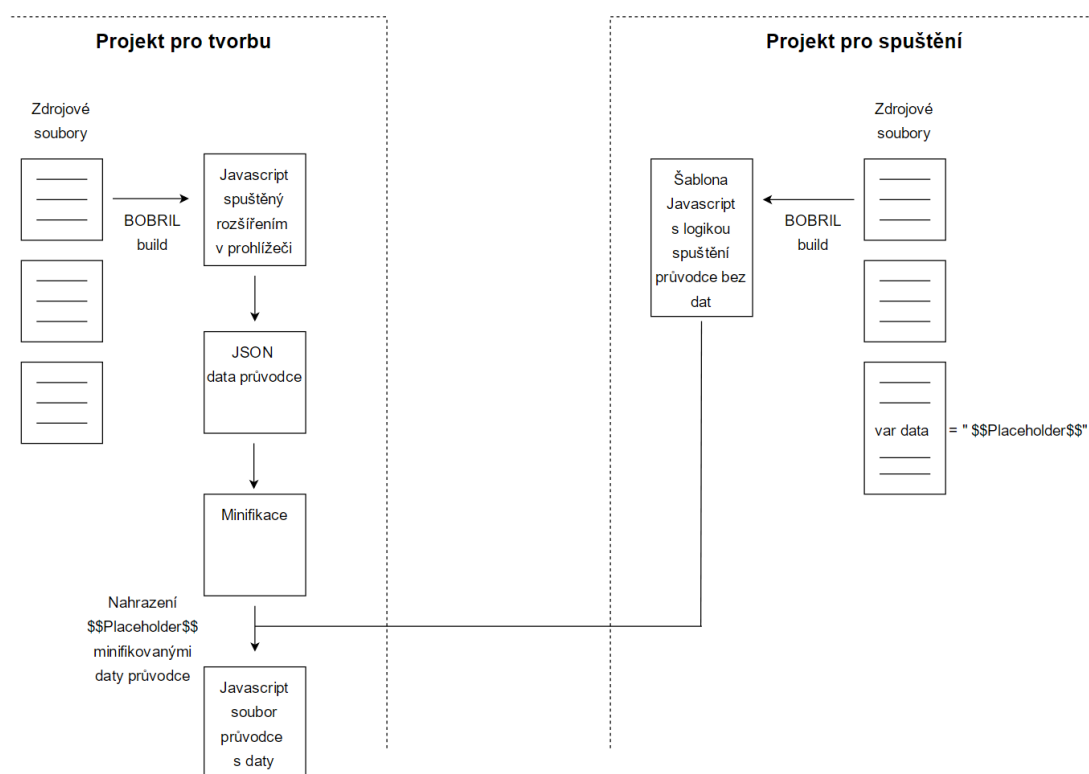 Projekt pro tvorbu
Zdrojové
soubory
BOBRIL
build
Javascript
spuštěný
rozšířením
v prohlížeči
JSON
data průvodce
Minifikace
Nahrazení
$$Placeholder$$
minifikovanými
daty průvodce
Javascript
soubor
průvodce
s daty
Projekt pro spuštění
Zdrojové
soubory
BOBRIL
build
Šablona
Javascript
s logikou
spuštění
průvodce bez
dat
var data = " $$Placeholder$$"